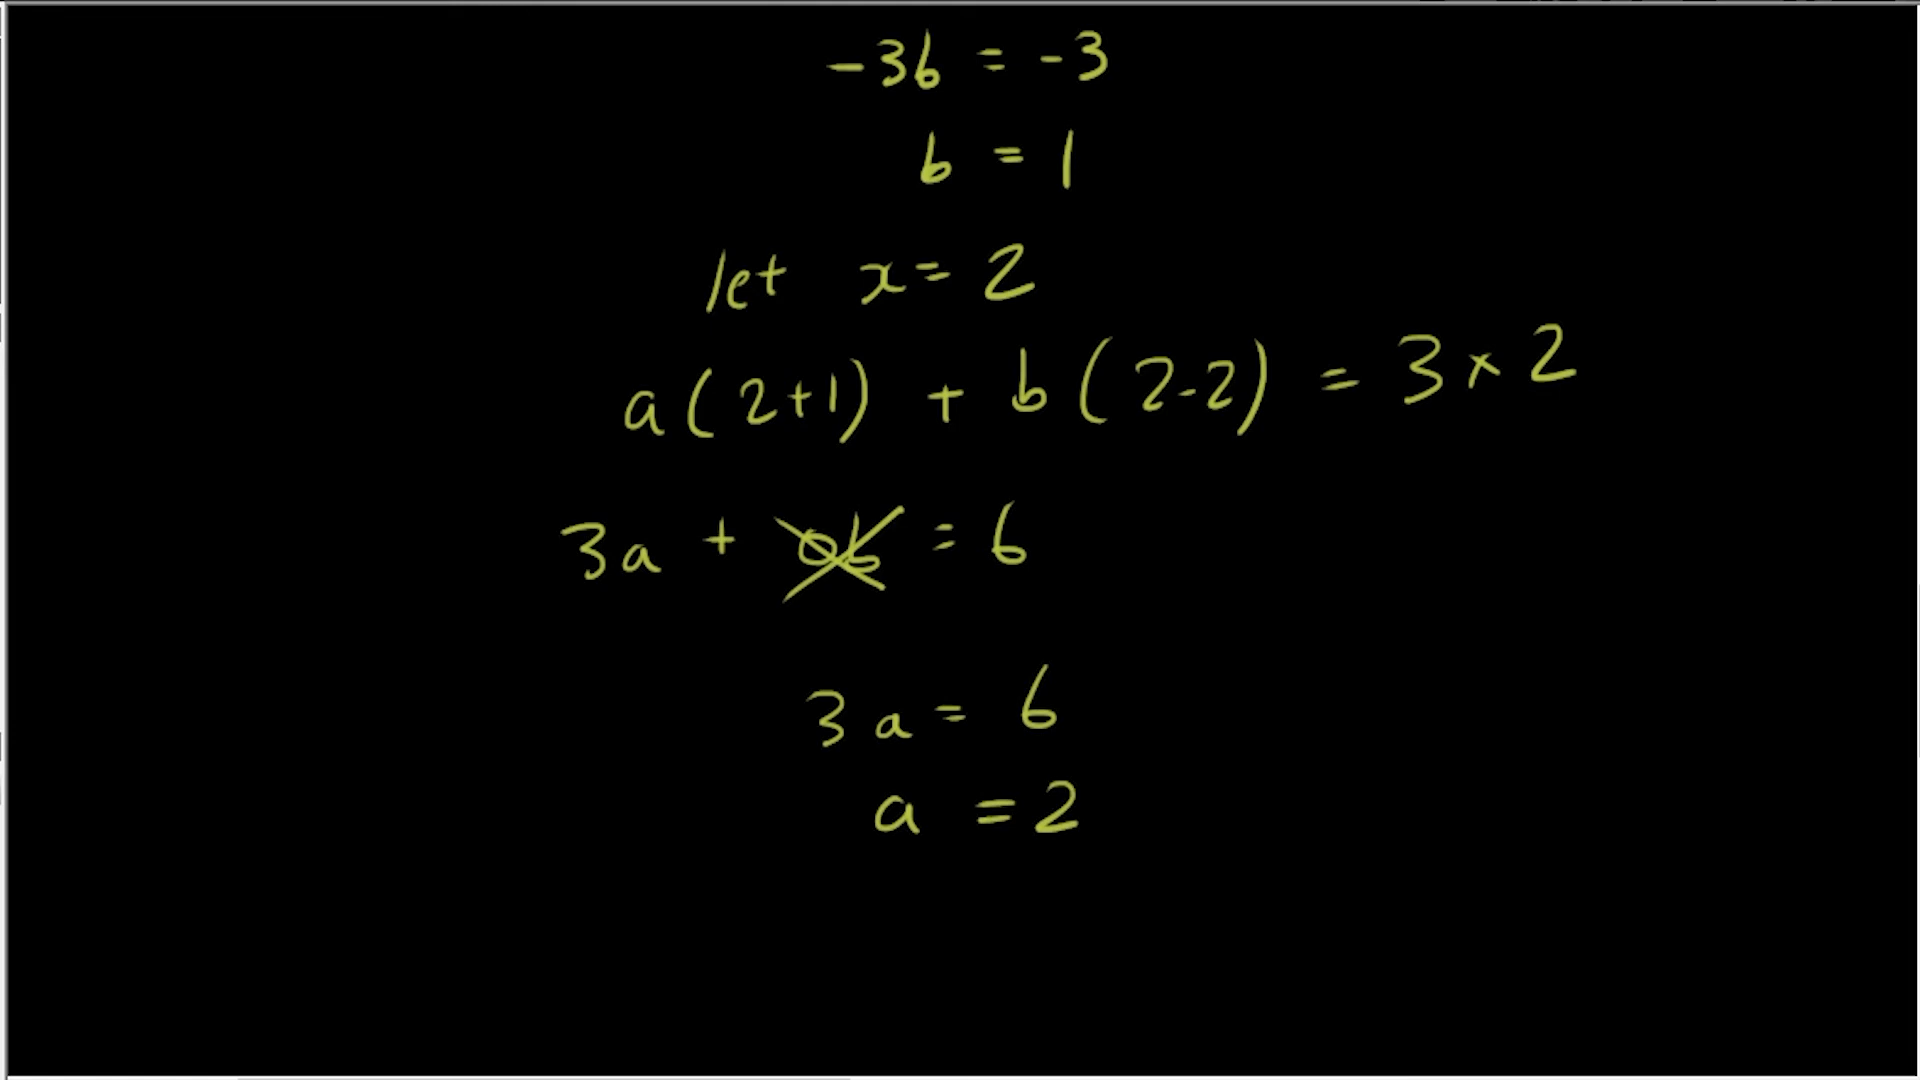 -3b = -3
b = 1
let x = 2
a(2+1) + b(2-2) = 3 × 2
3a + 0b = 6
3a = 6
a = 2